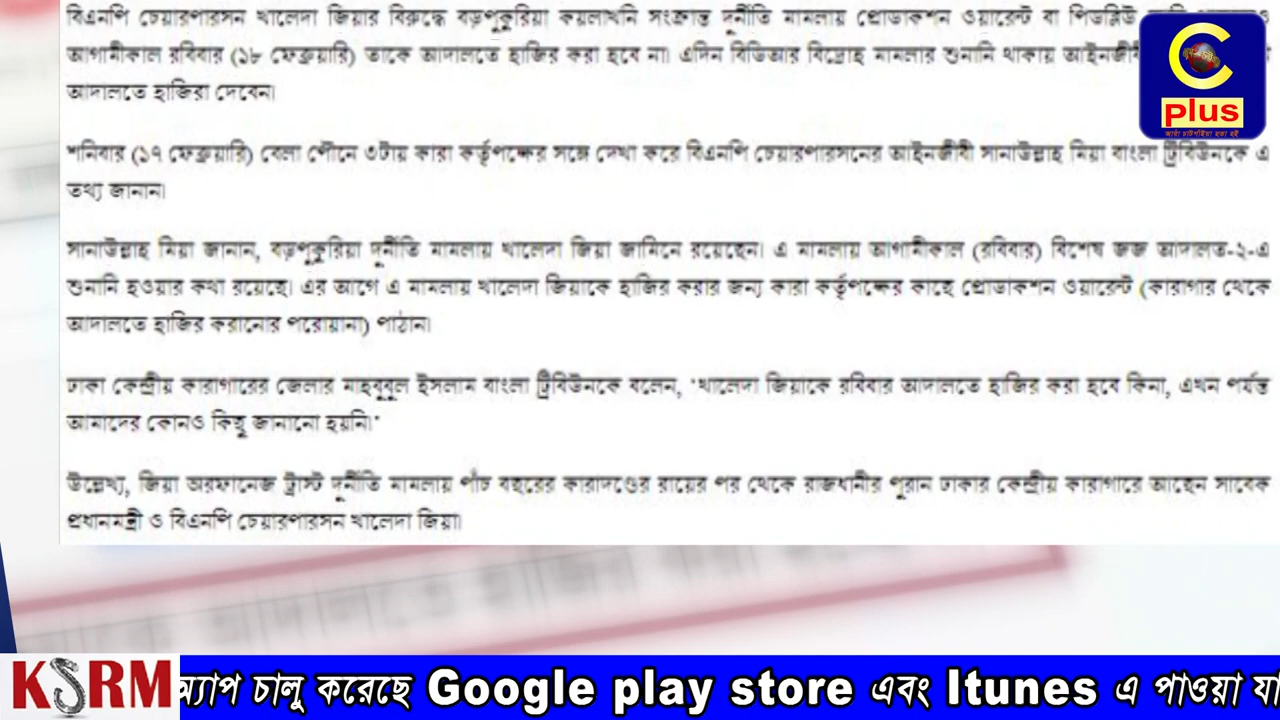 বিএনপি চেয়ারপারসন খালেদা জিয়ার বিরুদ্ধে বড়পুকুরিয়া কয়লাখনি সংক্রান্ত দুর্নীতি মামলায় প্রোডাকশন ওয়ারেন্ট বা পিডব্লিউ
আগামীকাল রবিবার (১৮ ফেব্রুয়ারি) তাকে আদালতে হাজির করা হবে না। এদিন বিডিআর বিদ্রোহ মামলার শুনানি থাকায়
আদালতে হাজিরা দেবেন।
শনিবার (১৭ ফেব্রুয়ারি) বেলা পৌনে ৩টায় কারা কর্তৃপক্ষের সঙ্গে দেখা করে বিএনপি চেয়ারপারসনের আইনজীবী সানাউল্লাহ মিয়া বাংলা ট্রিবিউনকে এ
তথ্য জানান।
সানাউল্লাহ মিয়া জানান, বড়পুকুরিয়া দুর্নীতি মামলায় খালেদা জিয়া জামিনে রয়েছেন। এ মামলায় আগামীকাল (রবিবার) বিশেষ জজ আদালত-২-এ
শুনানি হওয়ার কথা রয়েছে। এর আগে এ মামলায় খালেদা জিয়াকে হাজির করার জন্য কারা কর্তৃপক্ষের কাছে প্রোডাকশন ওয়ারেন্ট (কারাগার থেকে
আদালতে হাজির করানোর পরোয়ানা) পাঠান।
ঢাকা কেন্দ্রীয় কারাগারের জেলার মাহবুবুল ইসলাম বাংলা ট্রিবিউনকে বলেন, 'খালেদা জিয়াকে রবিবার আদালতে হাজির করা হবে কিনা, এখন পর্যন্ত
আমাদের কোনও কিছু জানানো হয়নি।'
উল্লেখ্য, জিয়া অরফানেজ ট্রাস্ট দুর্নীতি মামলায় পাঁচ বছরের কারাদণ্ডের রায়ের পর থেকে রাজধানীর পুরান ঢাকার কেন্দ্রীয় কারাগারে আছেন সাবেক
প্রধানমন্ত্রী ও বিএনপি চেয়ারপারসন খালেদা জিয়া।
C
plus
আদালতে হাজির করা
KSRM
অ্যাপ চালু করেছে Google play store এবং Itunes এ পাওয়া যা